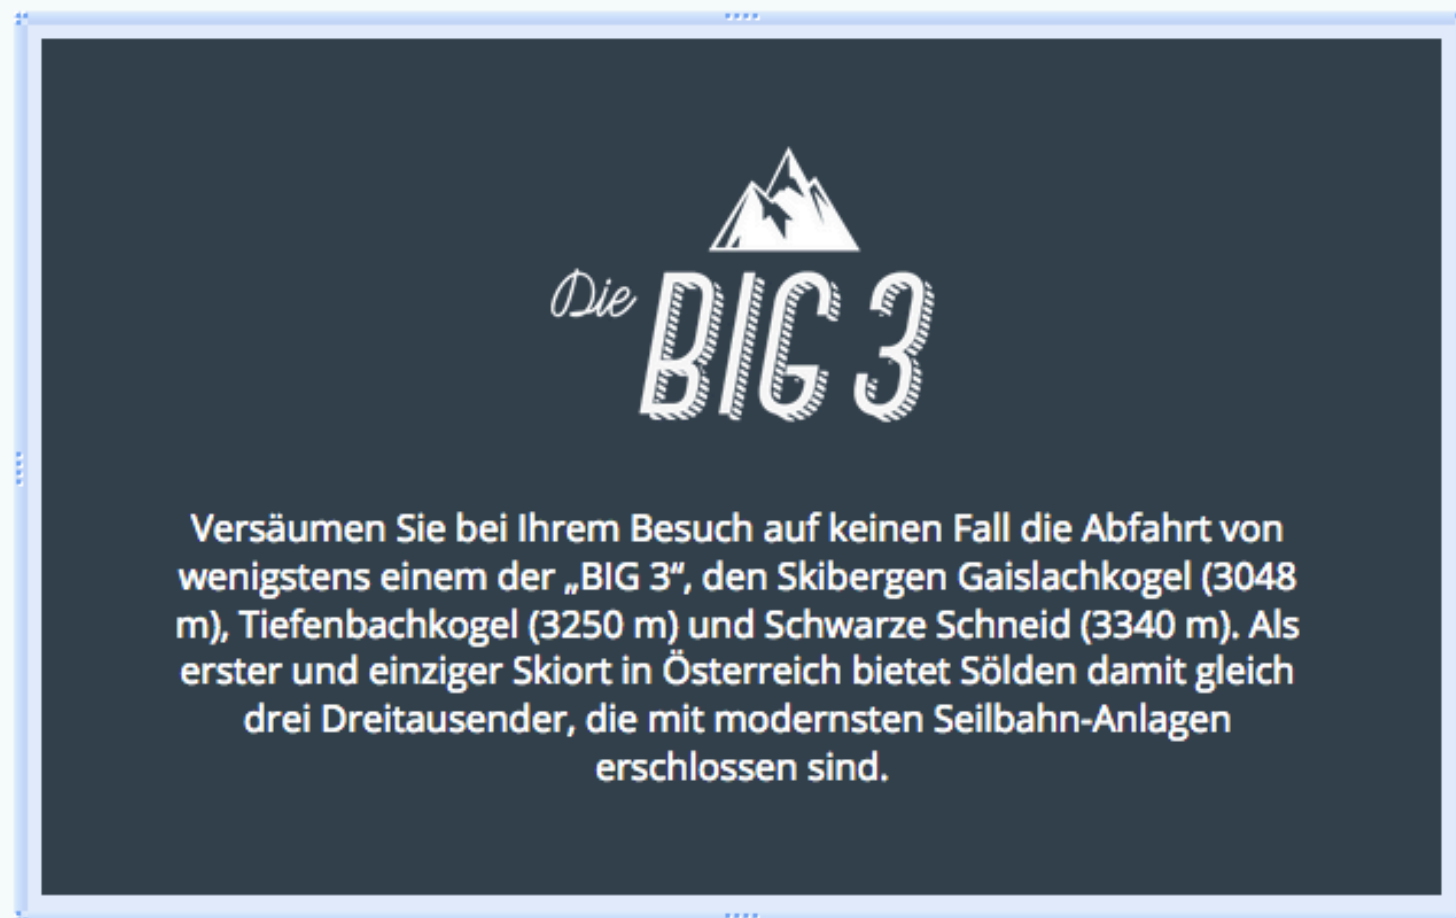 Die BIG 3
Versäumen Sie bei Ihrem Besuch auf keinen Fall die Abfahrt von
wenigstens einem der „BIG 3“, den Skibergen Gaislachkogel (3048
m), Tiefenbachkogel (3250 m) und Schwarze Schneid (3340 m). Als
erster und einziger Skiort in Österreich bietet Sölden damit gleich
drei Dreitausender, die mit modernsten Seilbahn-Anlagen
erschlossen sind.